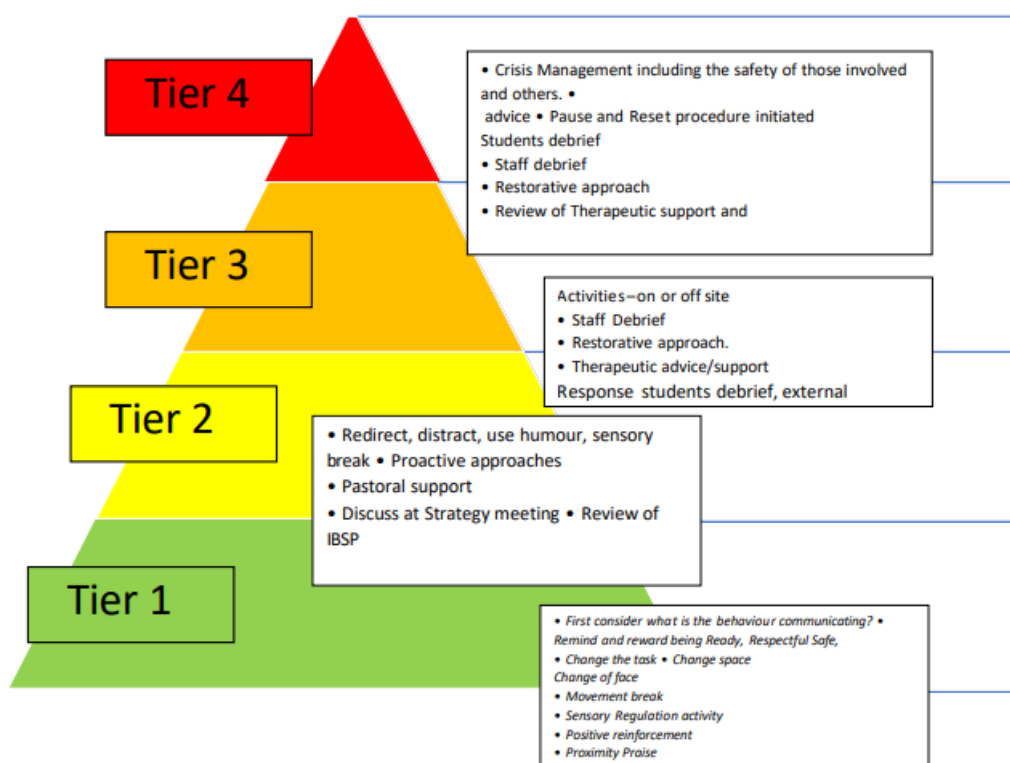 Tier 4
• Crisis Management including the safety of those involved
and others. •
advice • Pause and Reset procedure initiated
Students debrief
• Staff debrief
• Restorative approach
• Review of Therapeutic support and
Tier 3
Activities–on or off site
• Staff Debrief
• Restorative approach.
• Therapeutic advice/support
Response students debrief, external
Tier 2
• Redirect, distract, use humour, sensory
break • Proactive approaches
• Pastoral support
• Discuss at Strategy meeting • Review of
IBSP
Tier 1
• First consider what is the behaviour communicating? •
Remind and reward being Ready, Respectful Safe,
• Change the task • Change space
Change of face
• Movement break
• Sensory Regulation activity
• Positive reinforcement
• Proximity Praise